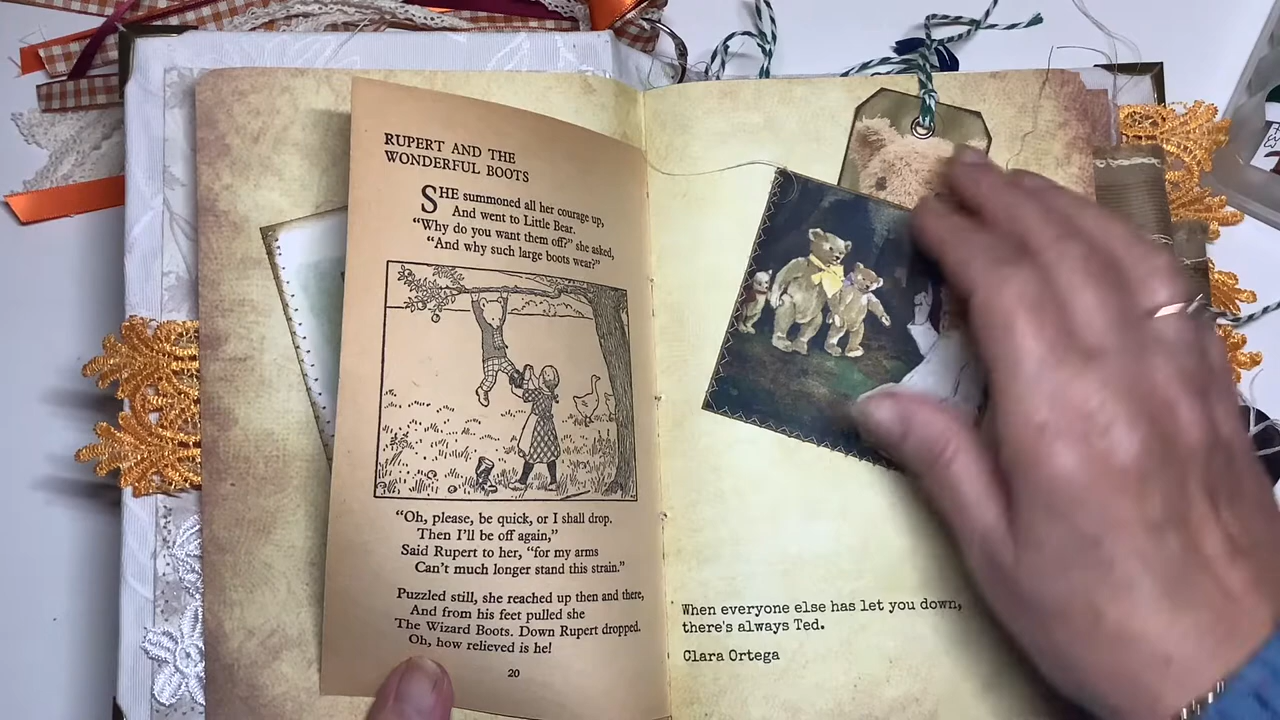 RUPERT AND THE
WONDERFUL BOOTS
SHE summoned all her courage up,
And went to Little Bear.
“Why do you want them off?” she asked,
“And why such large boots wear?”
“Oh, please, be quick, or I shall drop.
Then I’ll be off again,”
Said Rupert to her, “for my arms
Can’t much longer stand this strain.”
Puzzled still, she reached up then and there,
And from his feet pulled she
The Wizard Boots. Down Rupert dropped.
Oh, how relieved is he!
20
When everyone else has let you down,
there's always Ted.
Clara Ortega